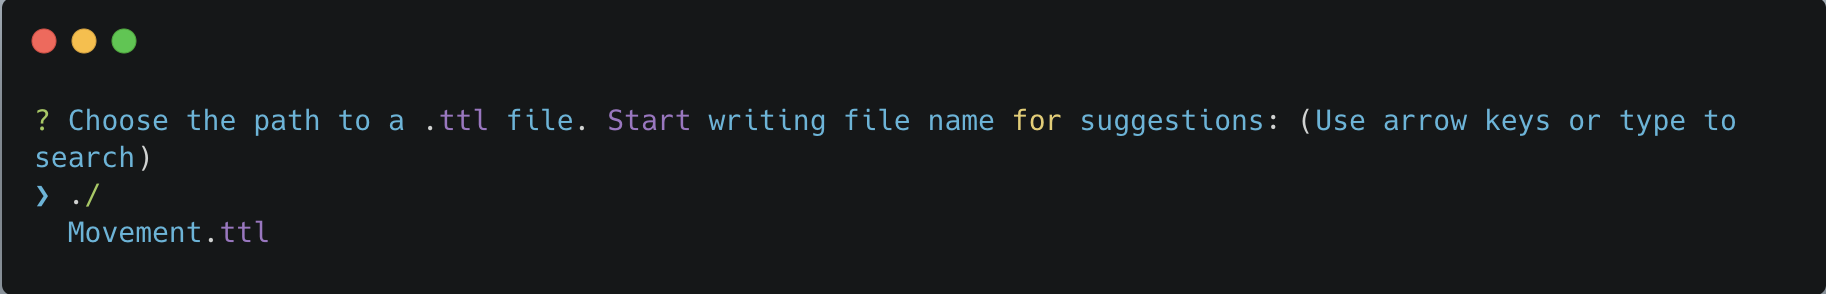 ? Choose the path to a .ttl file. Start writing file name for suggestions: (Use arrow keys or type to
search)
❯ ./
Movement.ttl